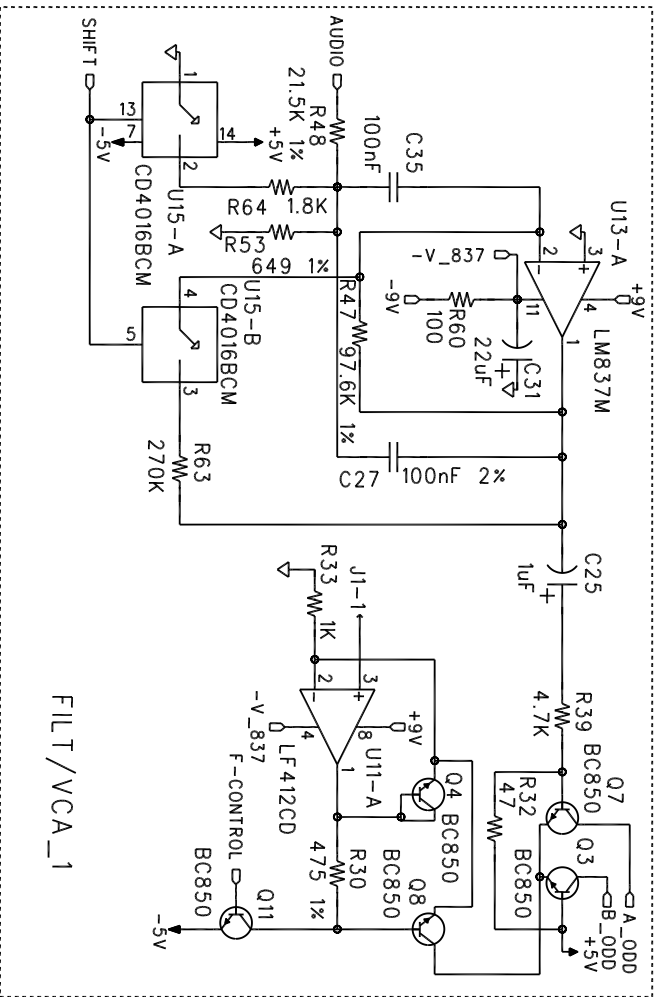 SHIFT
1
13
7
-5V
14
+5V
2
U15-A
CD4016BCM
AUDIO
R48
21.5K 1%
R64 1.8K
R53
649 1%
C35
100nF
U15-B
CD4016BCM
4
5
3
R63
270K
R47
97.6K 1%
C27 100nF 2%
U13-A
LM837M
+9V
3
+
2
-
4
11
1
-V_837
-9V
R60
100
C31
22uF
+
C25
1uF
+
R39
4.7K
Q7
BC850
R32
47
Q3
BC850
A_ODD
B_ODD
+5V
R33
1K
J1-1
3
+
2
-
8
+9V
4
-V_837
1
U11-A
LF412CD
Q4
BC850
R30
475 1%
Q8
BC850
Q11
BC850
F-CONTROL
-5V
FILT/VCA_1